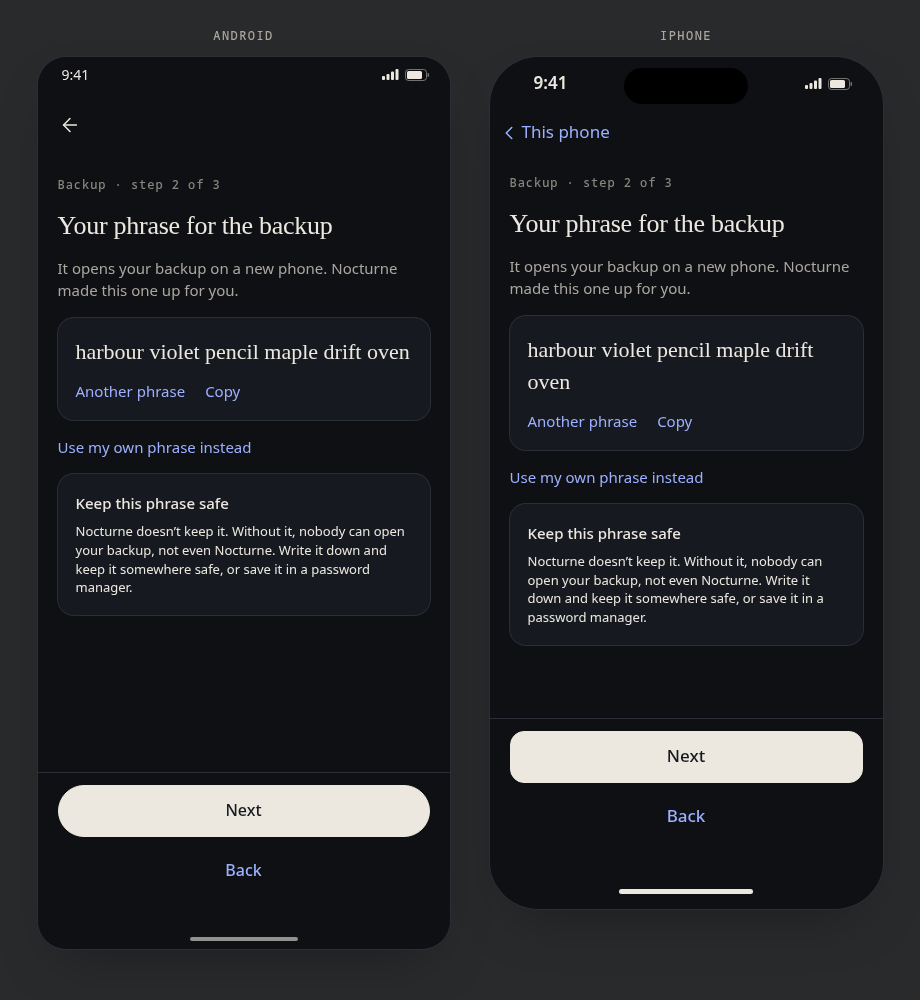 ANDROID
9:41
Backup · step 2 of 3
Your phrase for the backup
It opens your backup on a new phone. Nocturne
made this one up for you.
harbour violet pencil maple drift oven
Another phrase Copy
Use my own phrase instead
Keep this phrase safe
Nocturne doesn’t keep it. Without it, nobody can open
your backup, not even Nocturne. Write it down and
keep it somewhere safe, or save it in a password
manager.
Next
Back
IPHONE
9:41
This phone
Backup · step 2 of 3
Your phrase for the backup
It opens your backup on a new phone. Nocturne
made this one up for you.
harbour violet pencil maple drift
oven
Another phrase Copy
Use my own phrase instead
Keep this phrase safe
Nocturne doesn’t keep it. Without it, nobody can
open your backup, not even Nocturne. Write it
down and keep it somewhere safe, or save it in a
password manager.
Next
Back